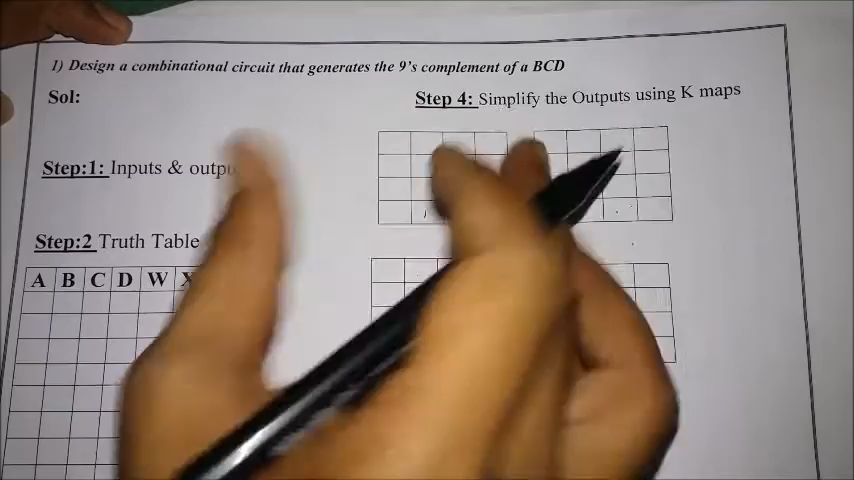 1) Design a combinational circuit that generates the 9's complement of a BCD
Sol:
Step 4: Simplify the Outputs using K maps
Step:1: Inputs &
Step:2 Truth Table
A B C D W